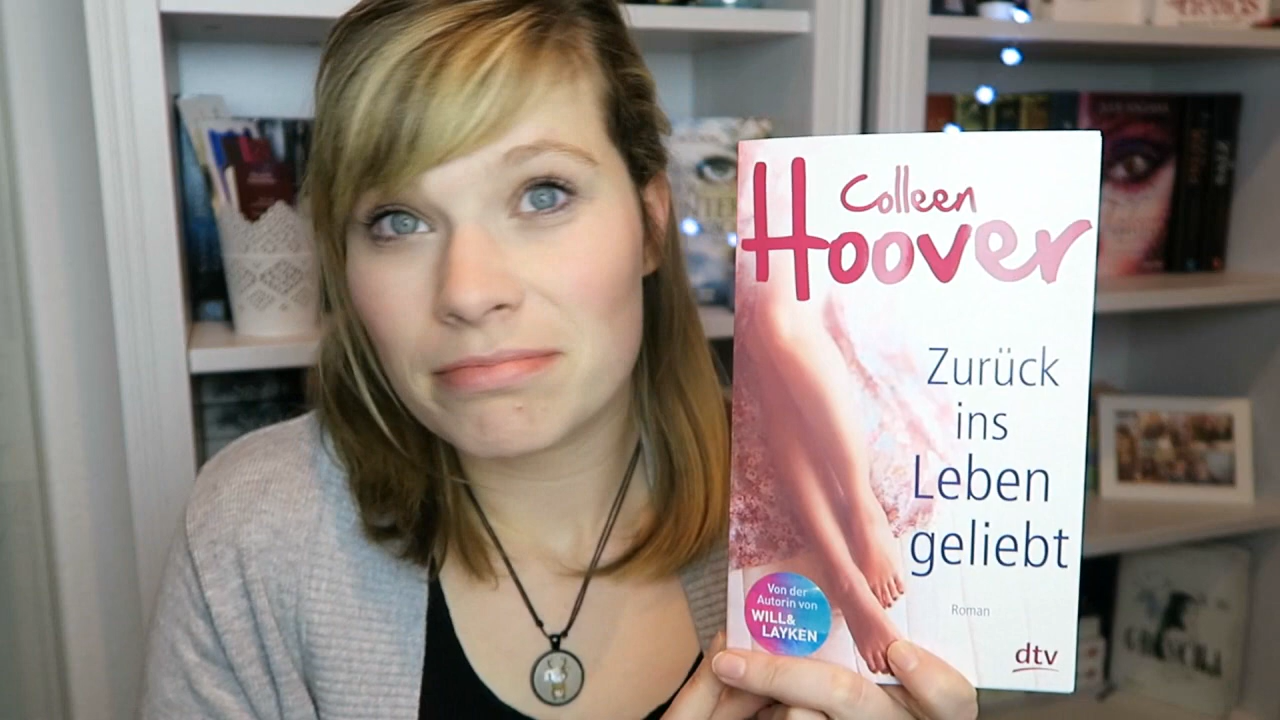 Colleen
Hoover
Zurück
ins
Leben
geliebt
Von der
Autorin von
WILL&
LAYKEN
Roman
dtv